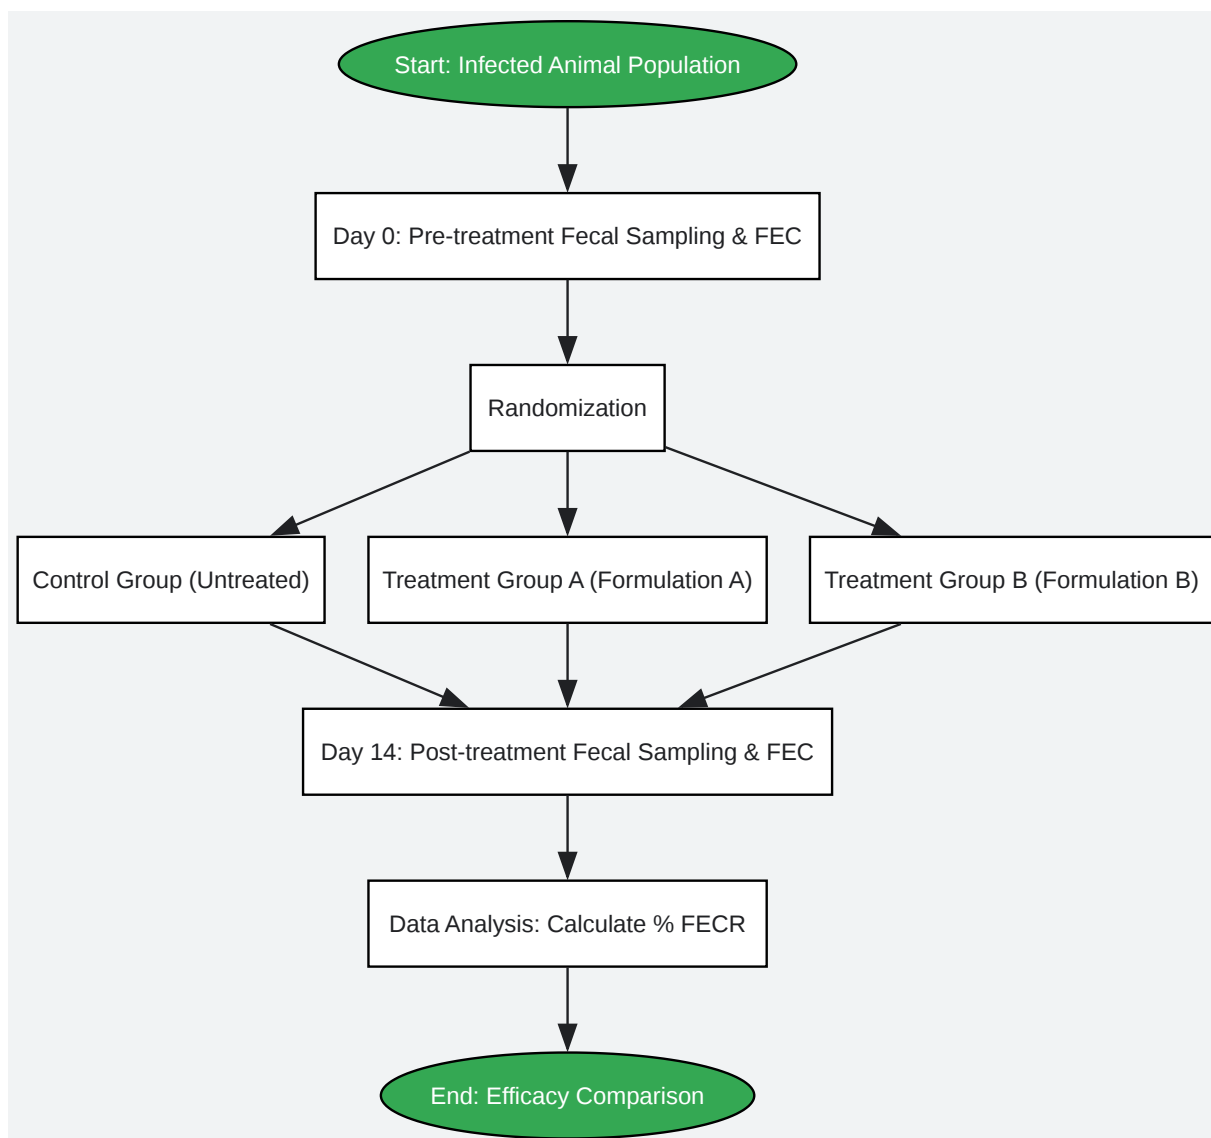 Start: Infected Animal Population
Day 0: Pre-treatment Fecal Sampling & FEC
Randomization
Control Group (Untreated)
Treatment Group A (Formulation A)
Treatment Group B (Formulation B)
Day 14: Post-treatment Fecal Sampling & FEC
Data Analysis: Calculate % FECR
End: Efficacy Comparison